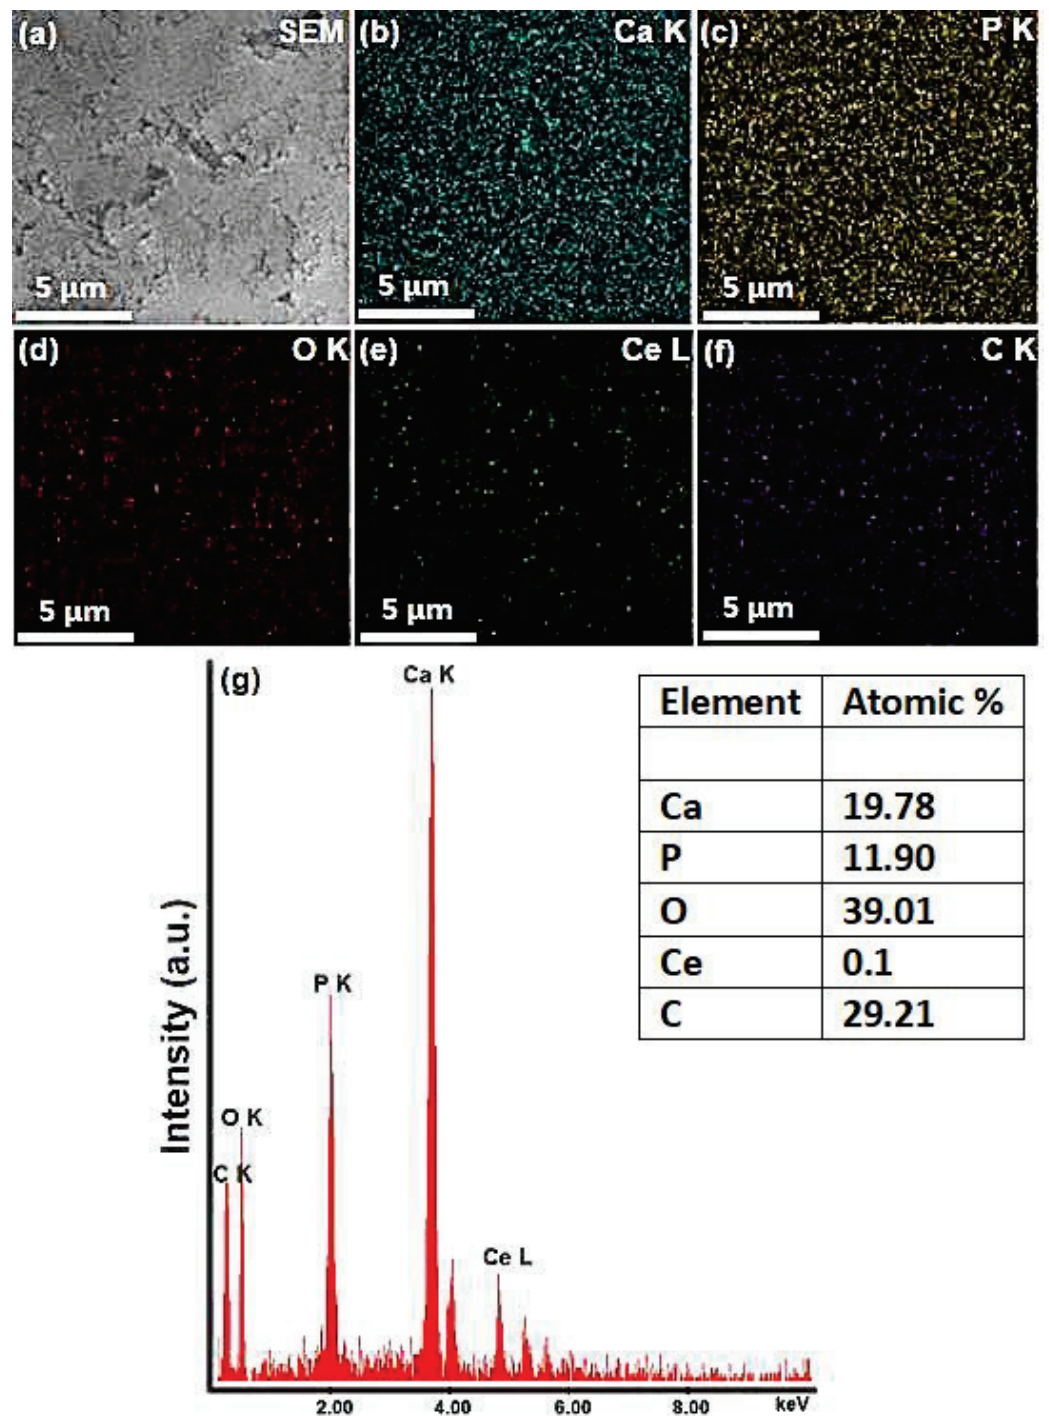 (a) SEM
5 µm
(b) Ca K
5 µm
(c) P K
5 µm
(d) O K
5 µm
(e) Ce L
5 µm
(f) C K
5 µm
(g)
Ca K
P K
O K
C K
Ce L
Intensity (a.u.)
2.00 4.00 6.00 8.00 keV
Element Atomic %
Ca 19.78
P 11.90
O 39.01
Ce 0.1
C 29.21